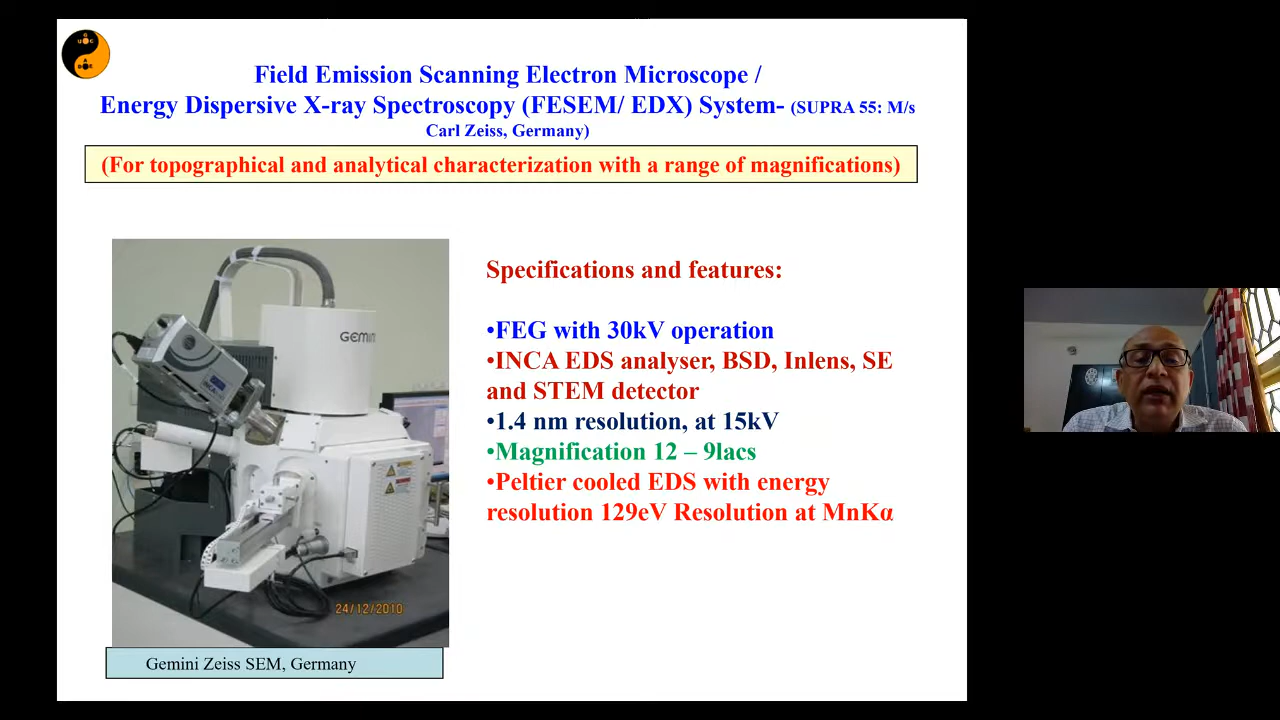 Field Emission Scanning Electron Microscope /
Energy Dispersive X-ray Spectroscopy (FESEM/ EDX) System- (SUPRA 55: M/s
Carl Zeiss, Germany)
(For topographical and analytical characterization with a range of magnifications)
Specifications and features:
•FEG with 30kV operation
•INCA EDS analyser, BSD, Inlens, SE
and STEM detector
•1.4 nm resolution, at 15kV
•Magnification 12 – 9lacs
•Peltier cooled EDS with energy
resolution 129eV Resolution at MnKα
GEMINI
24/12/2010
Gemini Zeiss SEM, Germany